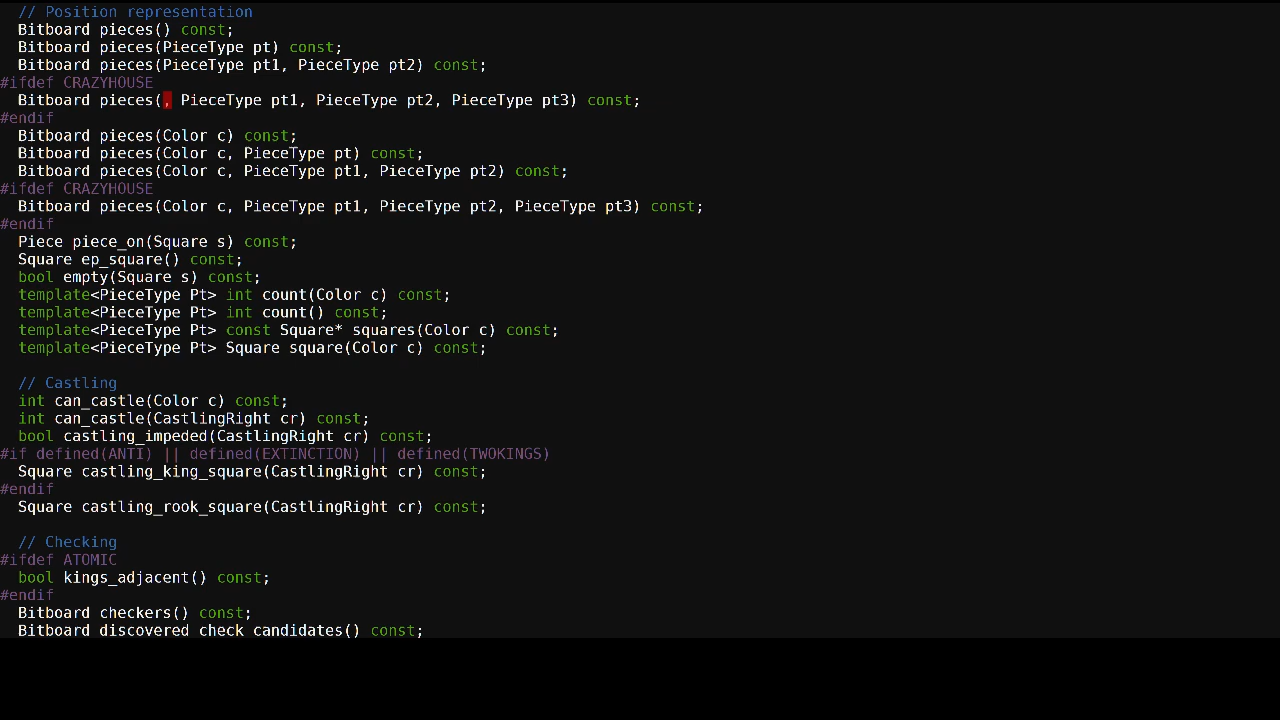 // Position representation
Bitboard pieces() const;
Bitboard pieces(PieceType pt) const;
Bitboard pieces(PieceType pt1, PieceType pt2) const;
#ifdef CRAZYHOUSE
Bitboard pieces(, PieceType pt1, PieceType pt2, PieceType pt3) const;
#endif
Bitboard pieces(Color c) const;
Bitboard pieces(Color c, PieceType pt) const;
Bitboard pieces(Color c, PieceType pt1, PieceType pt2) const;
#ifdef CRAZYHOUSE
Bitboard pieces(Color c, PieceType pt1, PieceType pt2, PieceType pt3) const;
#endif
Piece piece_on(Square s) const;
Square ep_square() const;
bool empty(Square s) const;
template<PieceType Pt> int count(Color c) const;
template<PieceType Pt> int count() const;
template<PieceType Pt> const Square* squares(Color c) const;
template<PieceType Pt> Square square(Color c) const;
// Castling
int can_castle(Color c) const;
int can_castle(CastlingRight cr) const;
bool castling_impeded(CastlingRight cr) const;
#if defined(ANTI) || defined(EXTINCTION) || defined(TWOKINGS)
Square castling_king_square(CastlingRight cr) const;
#endif
Square castling_rook_square(CastlingRight cr) const;
// Checking
#ifdef ATOMIC
bool kings_adjacent() const;
#endif
Bitboard checkers() const;
Bitboard discovered_check_candidates() const;